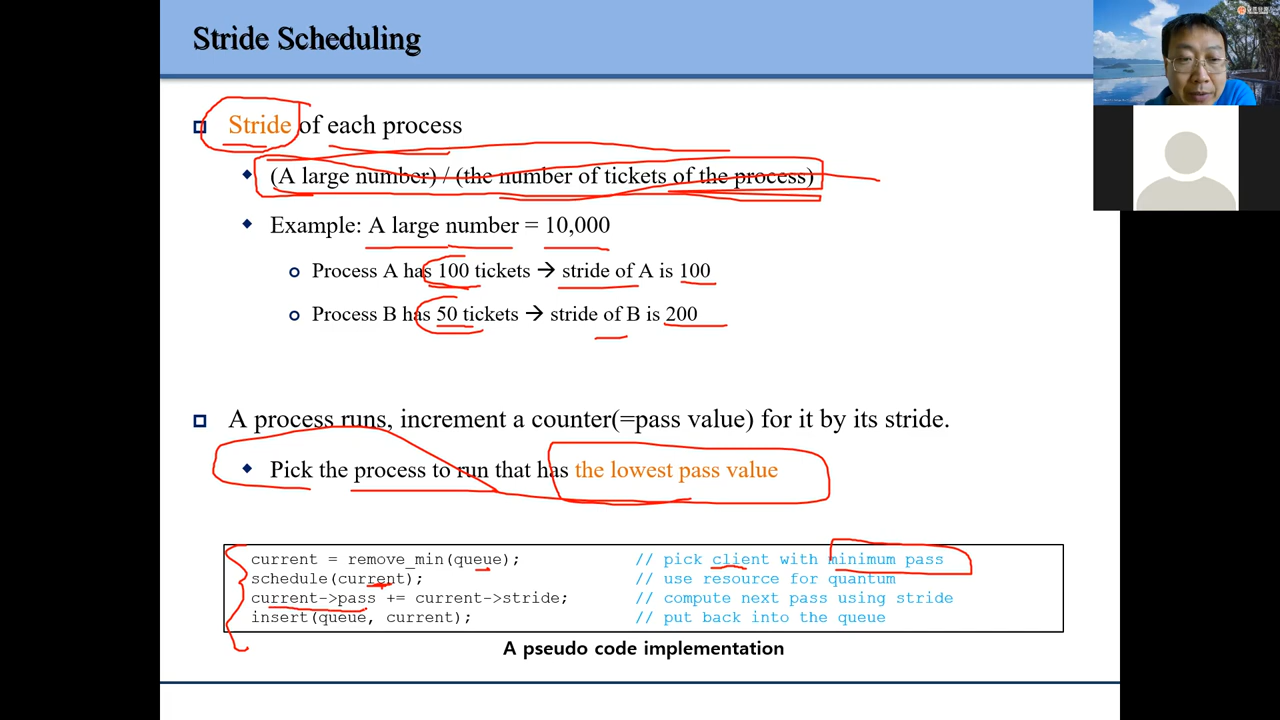 Stride Scheduling
Stride of each process
(A large number) / (the number of tickets of the process)
Example: A large number = 10,000
Process A has 100 tickets → stride of A is 100
Process B has 50 tickets → stride of B is 200
A process runs, increment a counter(=pass value) for it by its stride.
Pick the process to run that has the lowest pass value
current = remove_min(queue); // pick client with minimum pass
schedule(current); // use resource for quantum
current->pass += current->stride; // compute next pass using stride
insert(queue, current); // put back into the queue
A pseudo code implementation